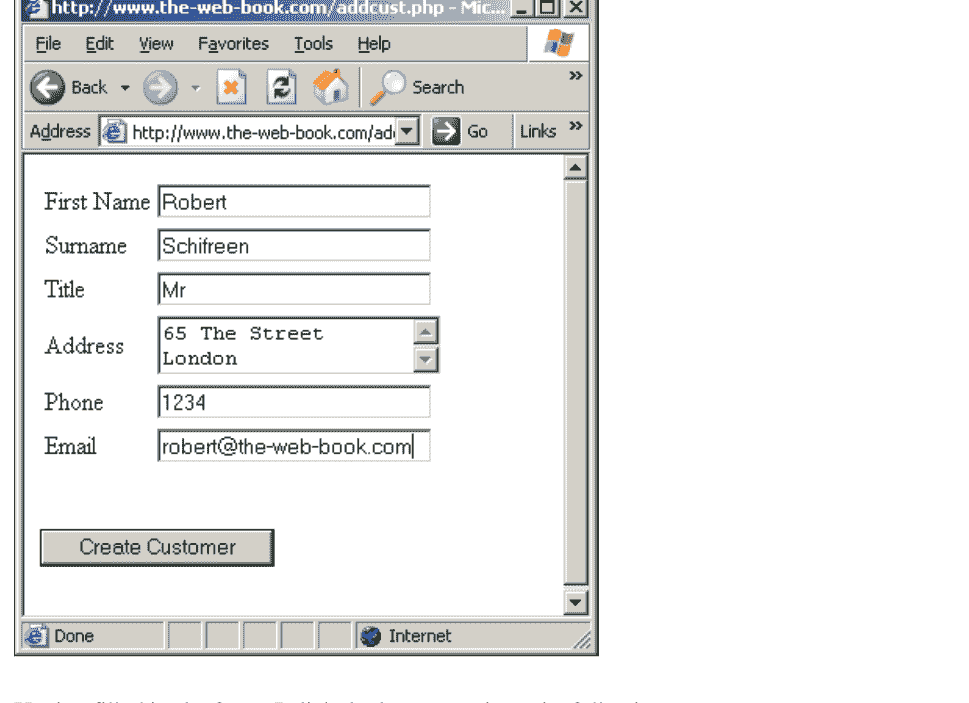 http://www.the-web-book.com/addcust.php - Mic...
File Edit View Favorites Tools Help
Back Search »
Address http://www.the-web-book.com/ad Go Links »
First Name Robert
Surname Schifreen
Title Mr
Address 65 The Street
London
Phone 1234
Email robert@the-web-book.com
Create Customer
Done Internet